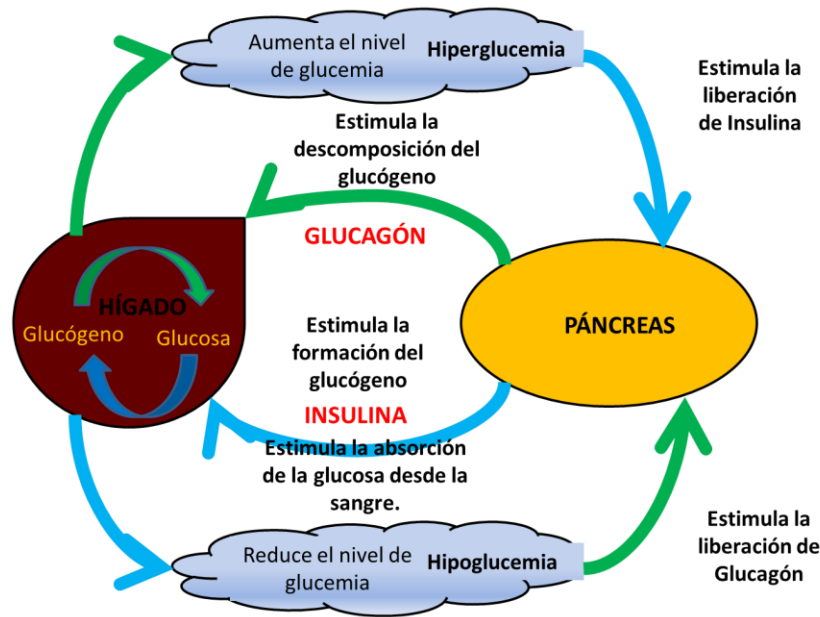 Aumenta el nivel
de glucemia
Hiperglucemia
Estimula la
liberación
de Insulina
Estimula la
descomposición del
glucógeno
GLUCAGÓN
HÍGADO
Glucógeno
Glucosa
PÁNCREAS
Estimula la
formación del
glucógeno
INSULINA
Estimula la absorción
de la glucosa desde la
sangre.
Reduce el nivel de
glucemia
Hipoglucemia
Estimula la
liberación de
Glucagón